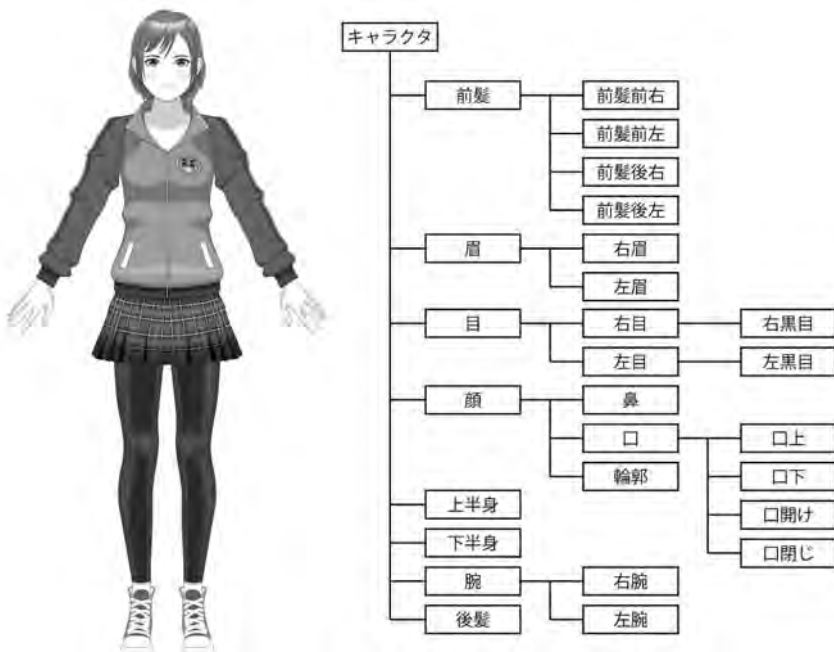 キャラクタ
前髪
前髪前右
前髪前左
前髪後右
前髪後左
眉
右眉
左眉
目
右目
右黒目
左目
左黒目
顔
鼻
口
口上
輪郭
口下
上半身
口開け
下半身
口閉じ
腕
右腕
後髪
左腕